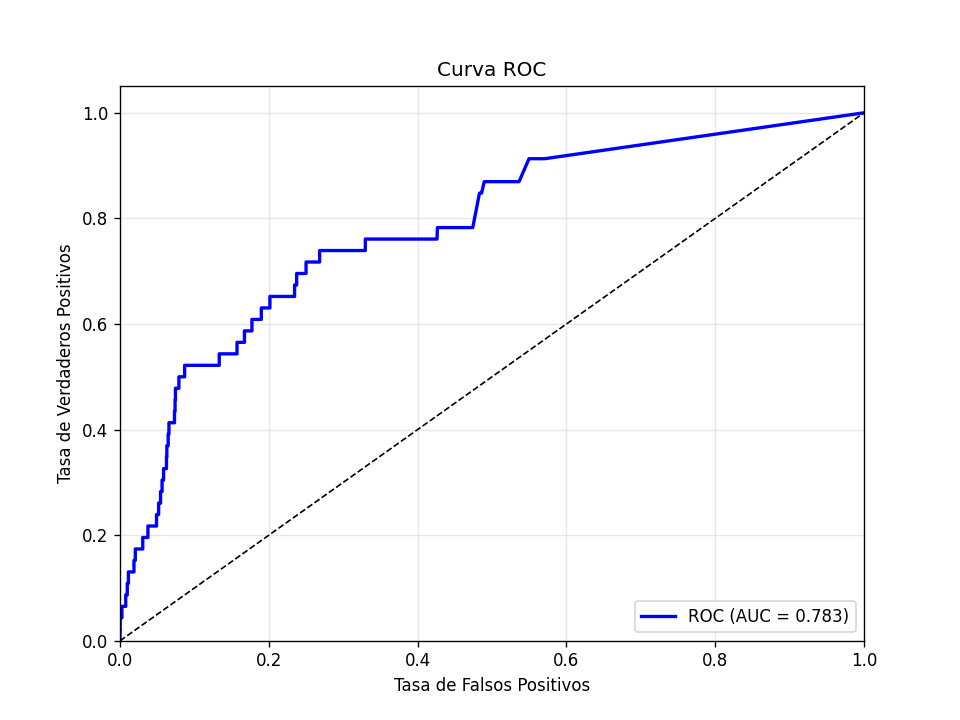 Curva ROC
Tasa de Verdaderos Positivos
1.0
0.8
0.6
0.4
0.2
0.0
0.0 0.2 0.4 0.6 0.8 1.0
Tasa de Falsos Positivos
ROC (AUC = 0.783)